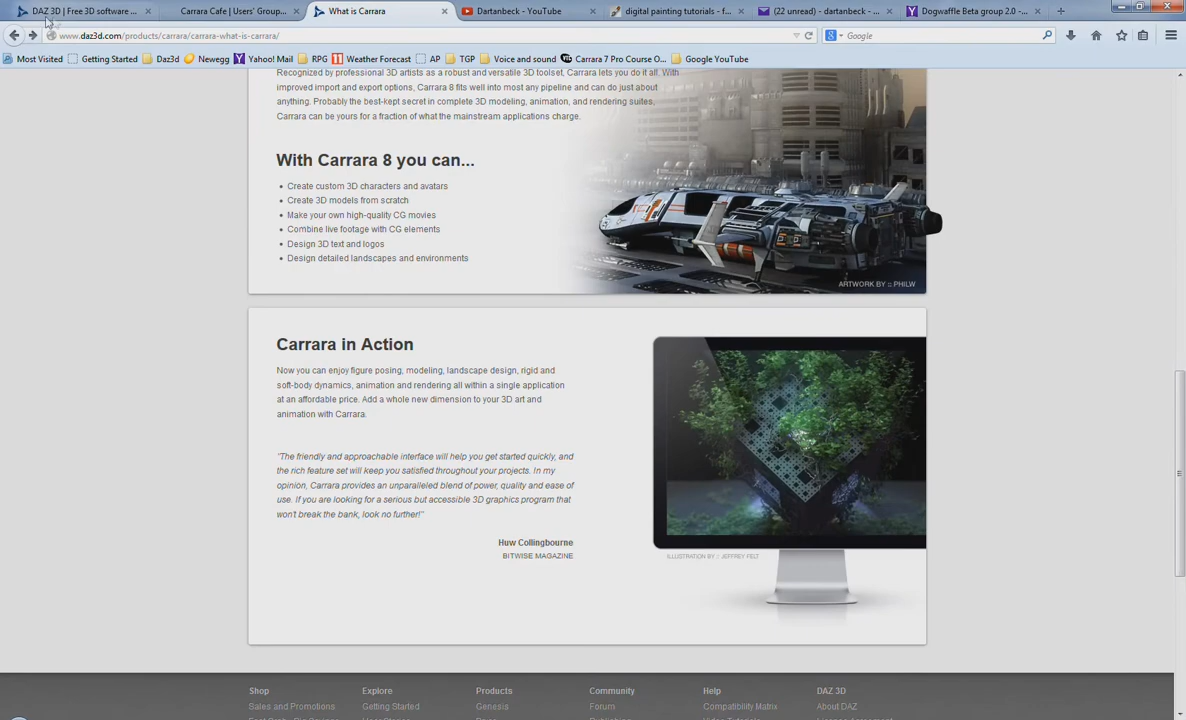 DAZ 3D | Free 3D software ...
Carrara Cafe | Users' Group...
What is Carrara
Dartanbeck - YouTube
digital painting tutorials - f...
(22 unread) - dartanbeck - ...
Dogwaffle Beta group 2.0 -...
www.daz3d.com/products/carrara/carrara-what-is-carrara/
Google
Most Visited
Getting Started
Daz3d
Newegg
Yahoo! Mail
RPG
Weather Forecast
AP
TGP
Voice and sound
Carrara 7 Pro Course O...
Google YouTube
Recognized by professional 3D artists as a robust and versatile 3D toolset, Carrara lets you do it all. With
improved import and export options, Carrara 8 fits well into most any pipeline and can do just about
anything. Probably the best-kept secret in complete 3D modeling, animation, and rendering suites,
Carrara can be yours for a fraction of what the mainstream applications charge.
With Carrara 8 you can...
• Create custom 3D characters and avatars
• Create 3D models from scratch
• Make your own high-quality CG movies
• Combine live footage with CG elements
• Design 3D text and logos
• Design detailed landscapes and environments
ARTWORK BY :: PHILW
Carrara in Action
Now you can enjoy figure posing, modeling, landscape design, rigid and
soft-body dynamics, animation and rendering all within a single application
at an affordable price. Add a whole new dimension to your 3D art and
animation with Carrara.
"The friendly and approachable interface will help you get started quickly, and
the rich feature set will keep you satisfied throughout your projects. In my
opinion, Carrara provides an unparalleled blend of power, quality and ease of
use. If you are looking for a serious but accessible 3D graphics program that
won't break the bank, look no further!"
Huw Collingbourne
BITWISE MAGAZINE
ILLUSTRATION BY :: JEFFREY FELT
Shop
Explore
Products
Community
Help
DAZ 3D
Sales and Promotions
Getting Started
Genesis
Forum
Compatibility Matrix
About DAZ